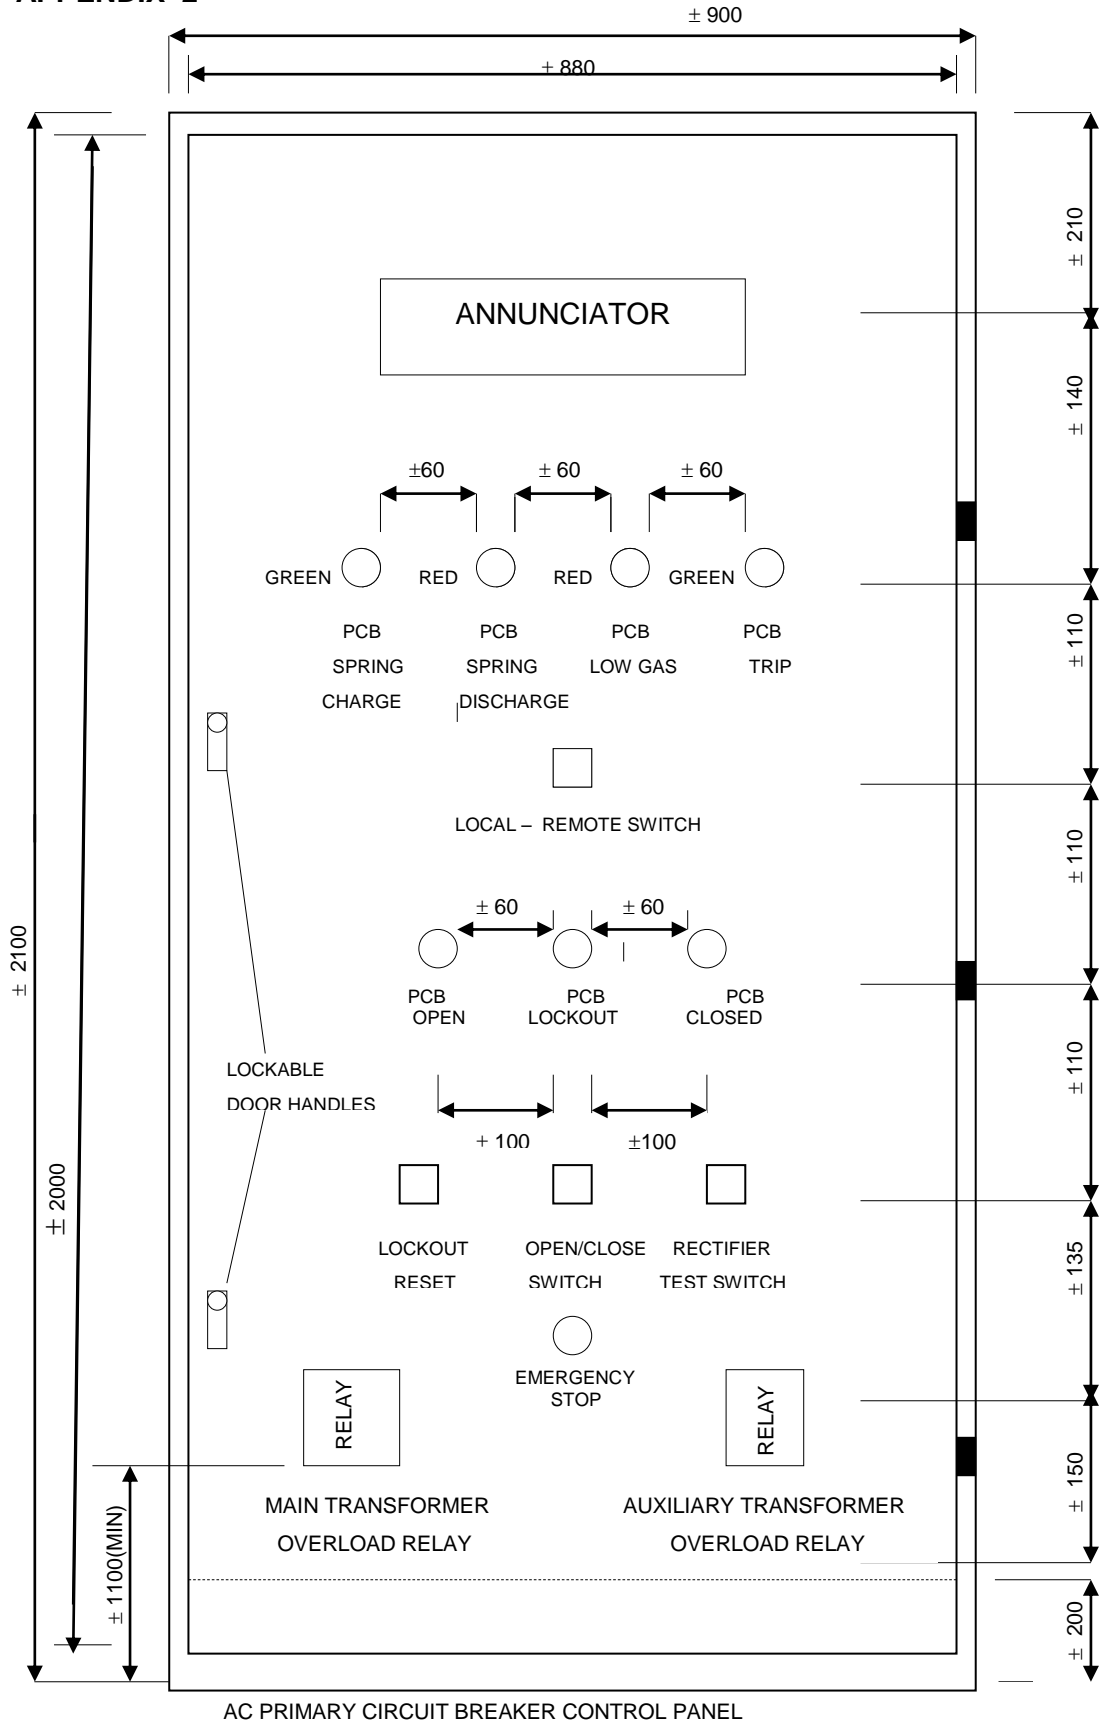 ± 900
± 880
± 210
ANNUNCIATOR
± 140
±60 ± 60 ± 60
GREEN RED RED GREEN
PCB PCB PCB PCB
SPRING SPRING LOW GAS TRIP
CHARGE DISCHARGE
±110
LOCAL – REMOTE SWITCH
±110
± 60 ± 60
± 2100
PCB PCB PCB
OPEN LOCKOUT CLOSED
LOCKABLE
DOOR HANDLES
±110
+ 100 ±100
± 2000
LOCKOUT OPEN/CLOSE RECTIFIER
RESET SWITCH TEST SWITCH
± 135
EMERGENCY
STOP
RELAY RELAY
± 150
MAIN TRANSFORMER AUXILIARY TRANSFORMER
OVERLOAD RELAY OVERLOAD RELAY
± 1100(MIN)
± 200
AC PRIMARY CIRCUIT BREAKER CONTROL PANEL